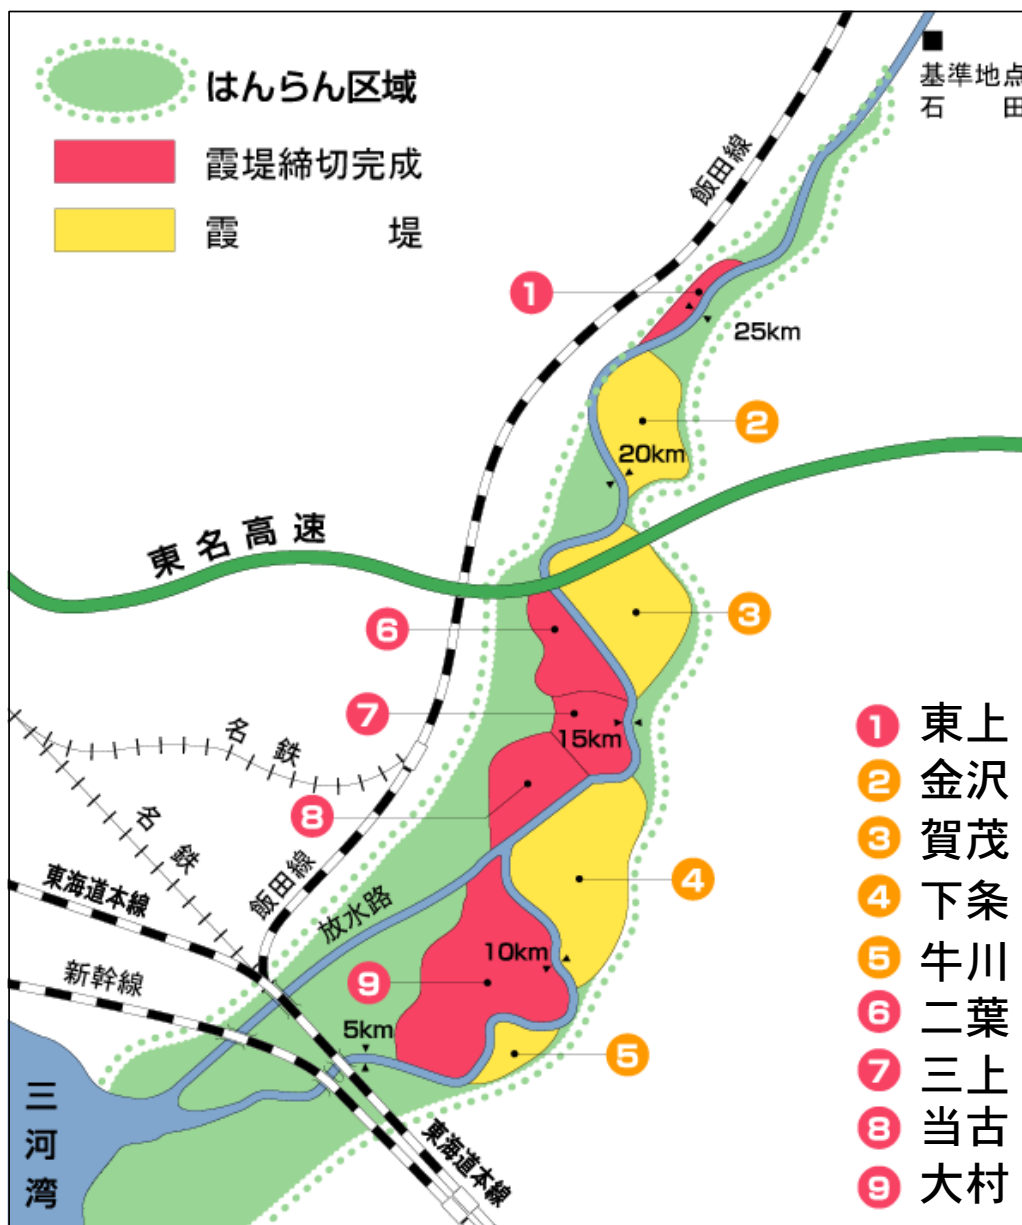 はんらん区域
霞堤締切完成
霞 堤
基準地点
石 田
飯田線
1
25km
2
20km
東名高速
3
6
7
15km
名鉄
8
名鉄
4
飯田線
東海道本線
放水路
10km
新幹線
9
5km
5
東海道本線
三河湾
1 東上
2 金沢
3 賀茂
4 下条
5 牛川
6 二葉
7 三上
8 当古
9 大村